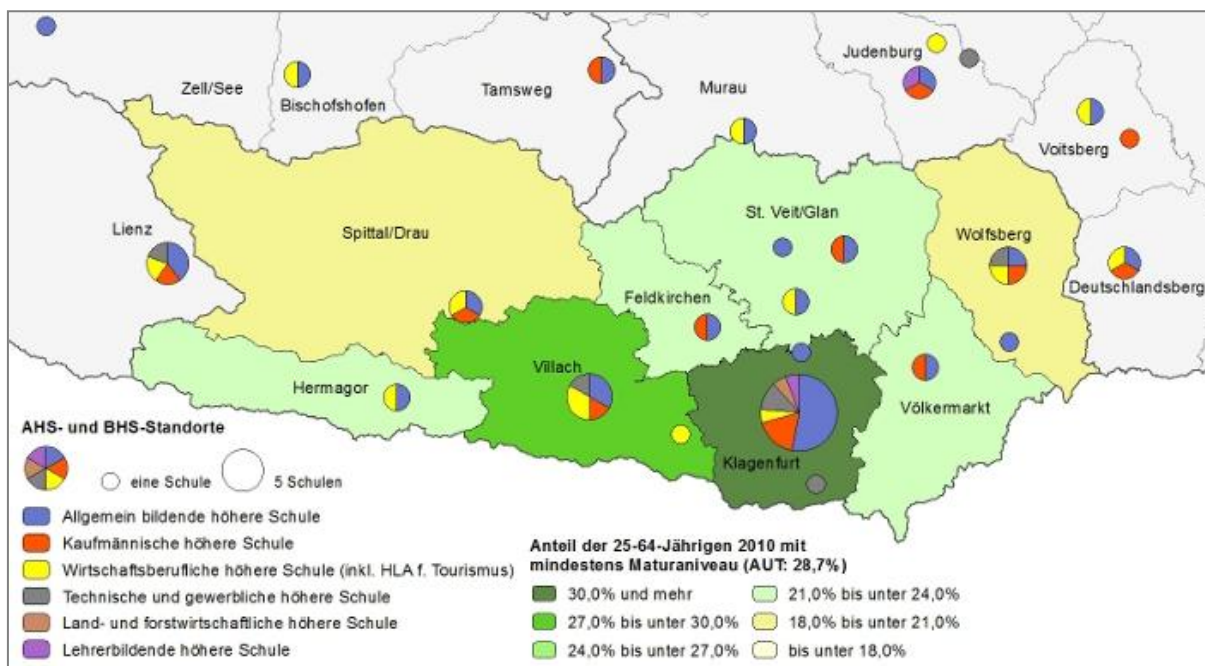 Judenburg
Zell/See
Bischofshofen
Tamsweg
Murau
Voitsberg
Lienz
Spittal/Drau
St. Veit/Glan
Wolfsberg
Deutschlandsberg
Feldkirchen
Hermagor
Villach
Völkermarkt
Klagenfurt
AHS- und BHS-Standorte
eine Schule
5 Schulen
Allgemein bildende höhere Schule
Kaufmännische höhere Schule
Wirtschaftsberufliche höhere Schule (inkl. HLA f. Tourismus)
Technische und gewerbliche höhere Schule
Land- und forstwirtschaftliche höhere Schule
Lehrerbildende höhere Schule
Anteil der 25-64-Jährigen 2010 mit
mindestens Maturaniveau (AUT: 28,7%)
30,0% und mehr
27,0% bis unter 30,0%
24,0% bis unter 27,0%
21,0% bis unter 24,0%
18,0% bis unter 21,0%
bis unter 18,0%